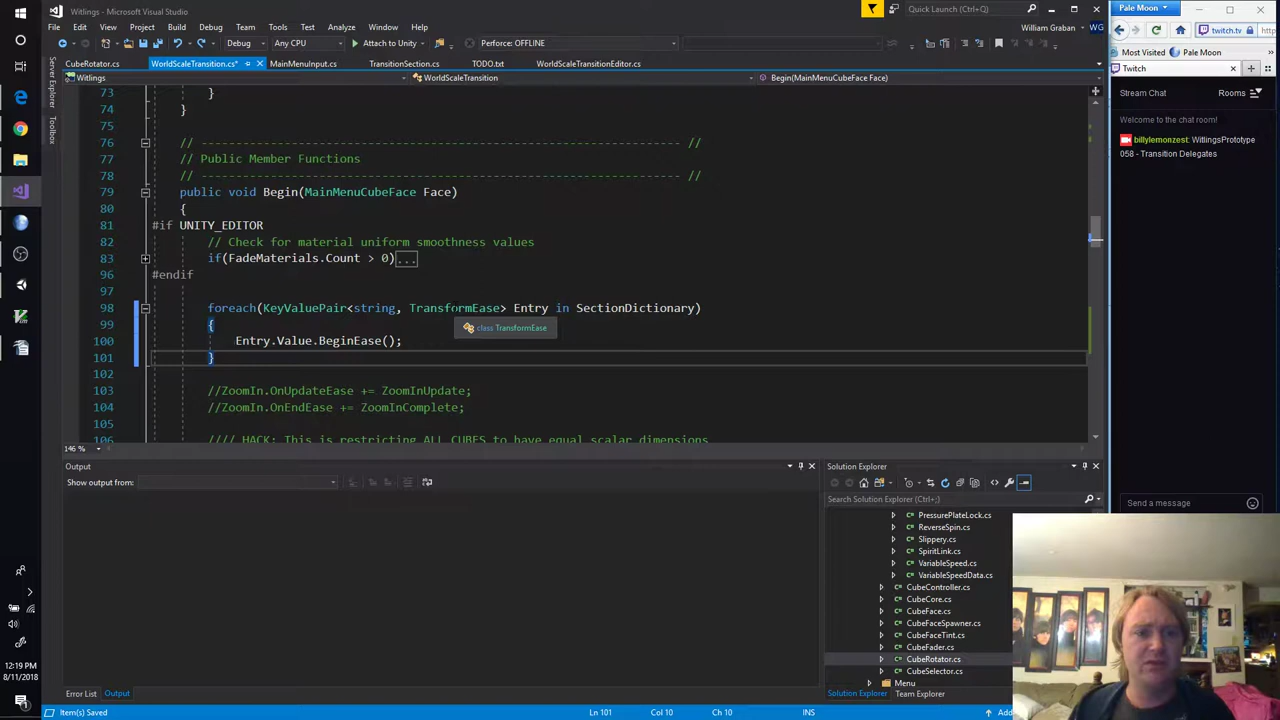 Witlings - Microsoft Visual Studio
Quick Launch (Ctrl+;)
File Edit View Project Build Debug Team Tools Test Analyze Window Help
William Graban WG
Debug Any CPU Attach to Unity Perforce: OFFLINE
CubeRotator.cs WorldScaleTransition.cs* MainMenuInput.cs TransitionSection.cs TODO.txt WorldScaleTransitionEditor.cs
Witlings WorldScaleTransition Begin(MainMenuCubeFace Face)
Server Explorer
Toolbox
73 }
74 }
75
76 // ------------------------------------------------------------------- //
77 // Public Member Functions
78 // ------------------------------------------------------------------- //
79 public void Begin(MainMenuCubeFace Face)
80 {
81 #if UNITY_EDITOR
82 // Check for material uniform smoothness values
83 if(FadeMaterials.Count > 0)...
96 #endif
97
98 foreach(KeyValuePair<string, TransformEase> Entry in SectionDictionary)
99 {
class TransformEase
100 Entry.Value.BeginEase();
101 }
102
103 //ZoomIn.OnUpdateEase += ZoomInUpdate;
104 //ZoomIn.OnEndEase += ZoomInComplete;
105
106 //// HACK: This is restricting ALL CUBES to have equal scalar dimensions
146 %
Output
Show output from:
Error List Output
Solution Explorer
Search Solution Explorer (Ctrl+;)
PressurePlateLock.cs
ReverseSpin.cs
Slippery.cs
SpiritLink.cs
VariableSpeed.cs
VariableSpeedData.cs
CubeController.cs
CubeCore.cs
CubeFace.cs
CubeFaceSpawner.cs
CubeFaceTint.cs
CubeFader.cs
CubeRotator.cs
CubeSelector.cs
Menu
Solution Explorer Team Explorer
Item(s) Saved Ln 101 Col 10 Ch 10 INS Add
12:19 PM
8/11/2018
Pale Moon
twitch.tv http
Most Visited Pale Moon
Twitch
Stream Chat Rooms
Welcome to the chat room!
billylemonzest: WitlingsPrototype
058 - Transition Delegates
Send a message